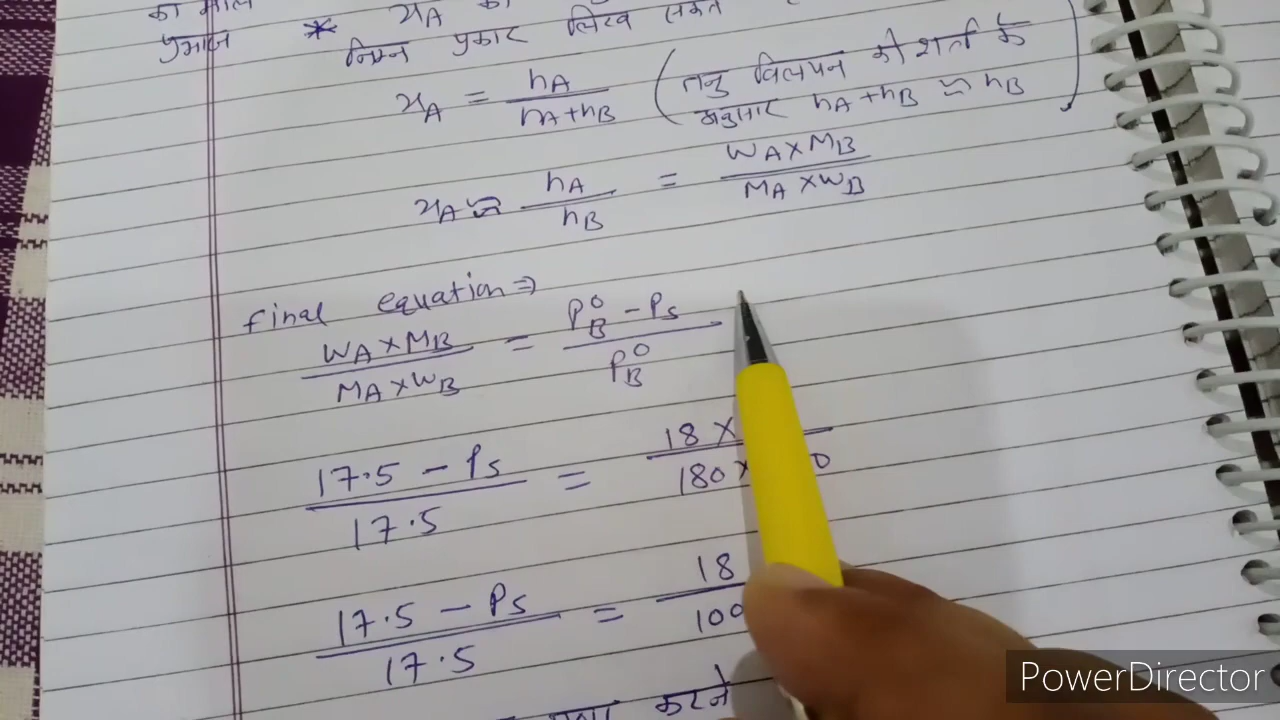 प्रमाण * xA को
निम्न प्रकार लिख सकते
xA = nA / nA+nB (तनु विलयन की शर्त के
अनुसार nA+nB ≈ nB)
xA ≈ nA / nB = WA×MB / MA×WB
final equation ⇒
WA×MB / MA×WB = P°B - Ps / P°B
17.5 - Ps / 17.5 = 18 × / 180 ×
17.5 - Ps / 17.5 = 18 / 100
करने
PowerDirector